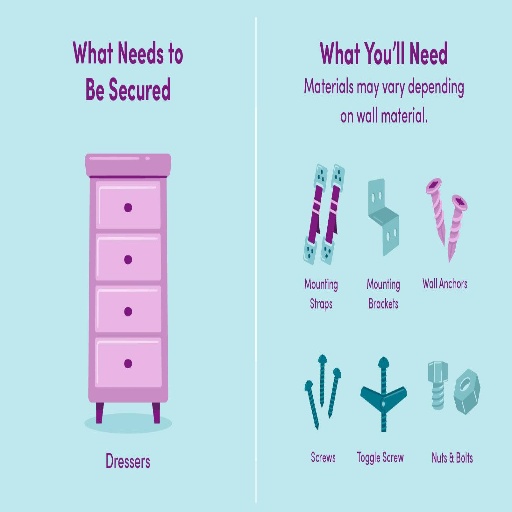 What Needs to
Be Secured
Dressers
What You'll Need
Materials may vary depending
on wall material.
Mounting
Straps
Mounting
Brackets
Wall Anchors
Screws
Toggle Screw
Nuts & Bolts